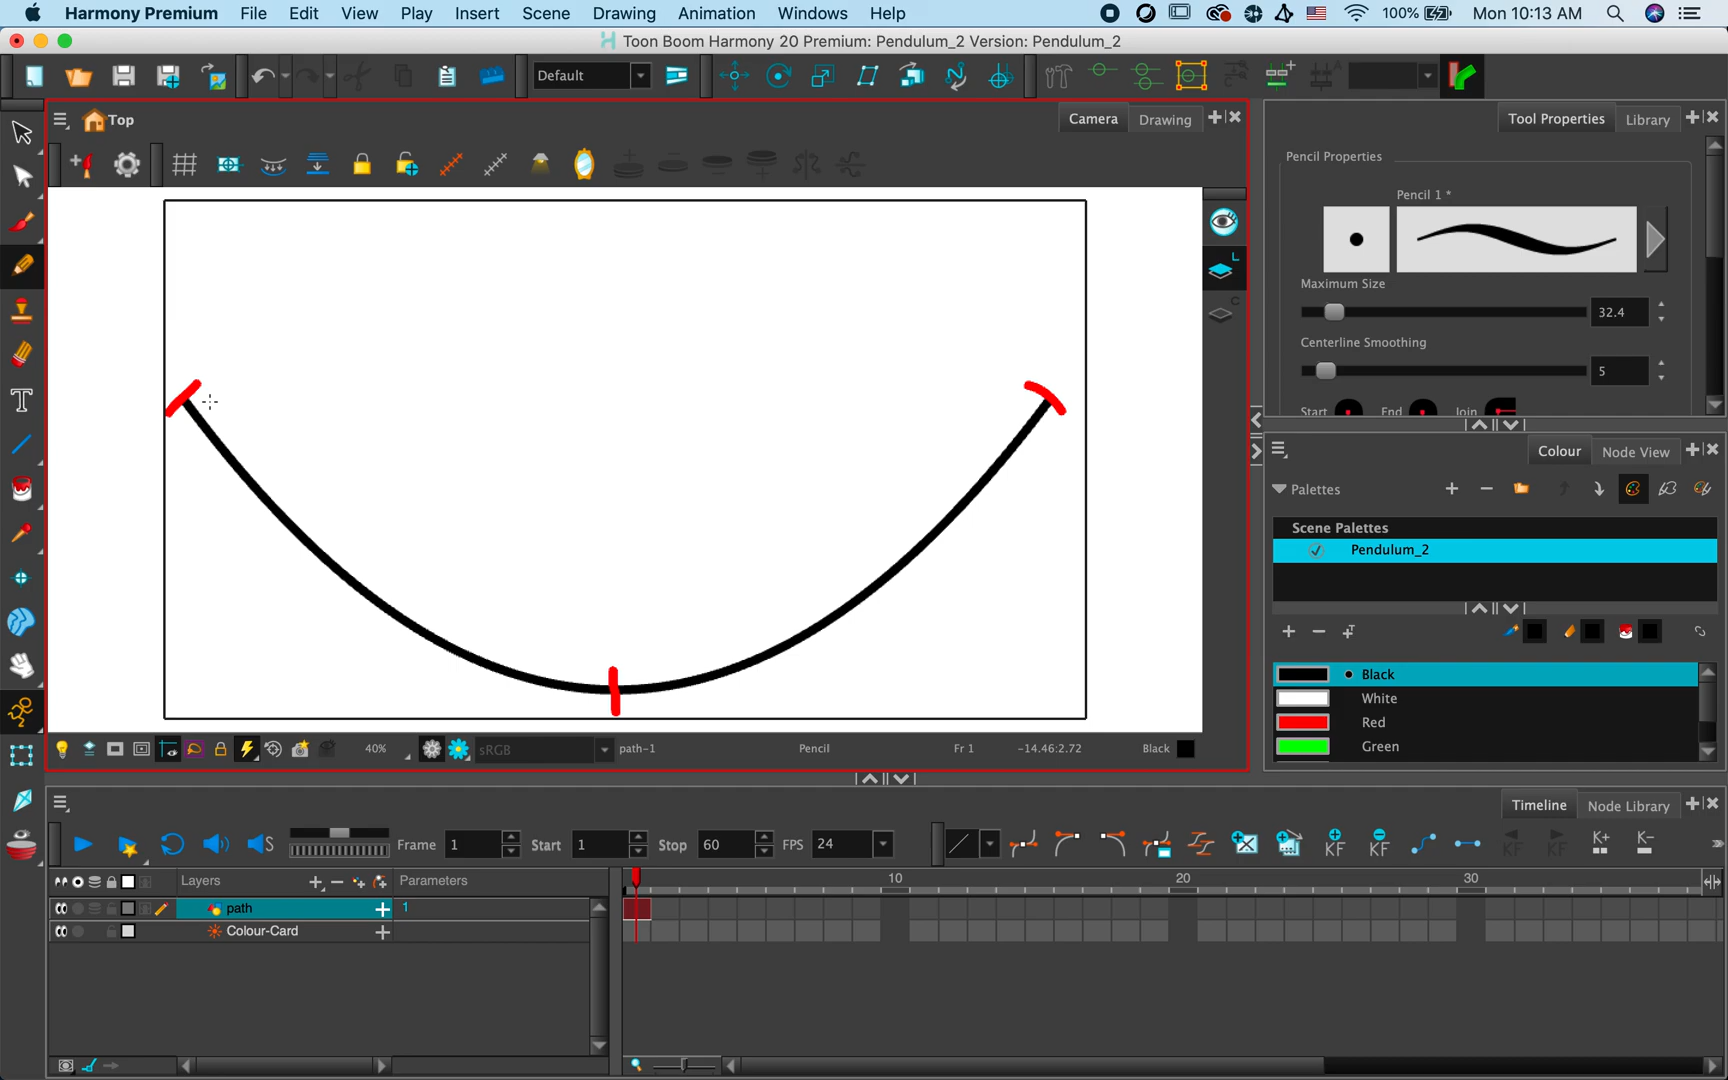 Harmony Premium File Edit View Play Insert Scene Drawing Animation Windows Help 100% Mon 10:13 AM
Toon Boom Harmony 20 Premium: Pendulum_2 Version: Pendulum_2
Default
Top Camera Drawing Tool Properties Library
Pencil Properties
Pencil 1 *
Maximum Size
32.4
Centerline Smoothing
5
Start End Join
Colour Node View
Palettes
Scene Palettes
Pendulum_2
Black
White
Red
Green
40% sRGB path-1 Pencil Fr 1 -14.46:2.72 Black
Timeline Node Library
Frame 1 Start 1 Stop 60 FPS 24 KF KF KF KF K+ K-
Layers Parameters 10 20 30
path 1
Colour-Card